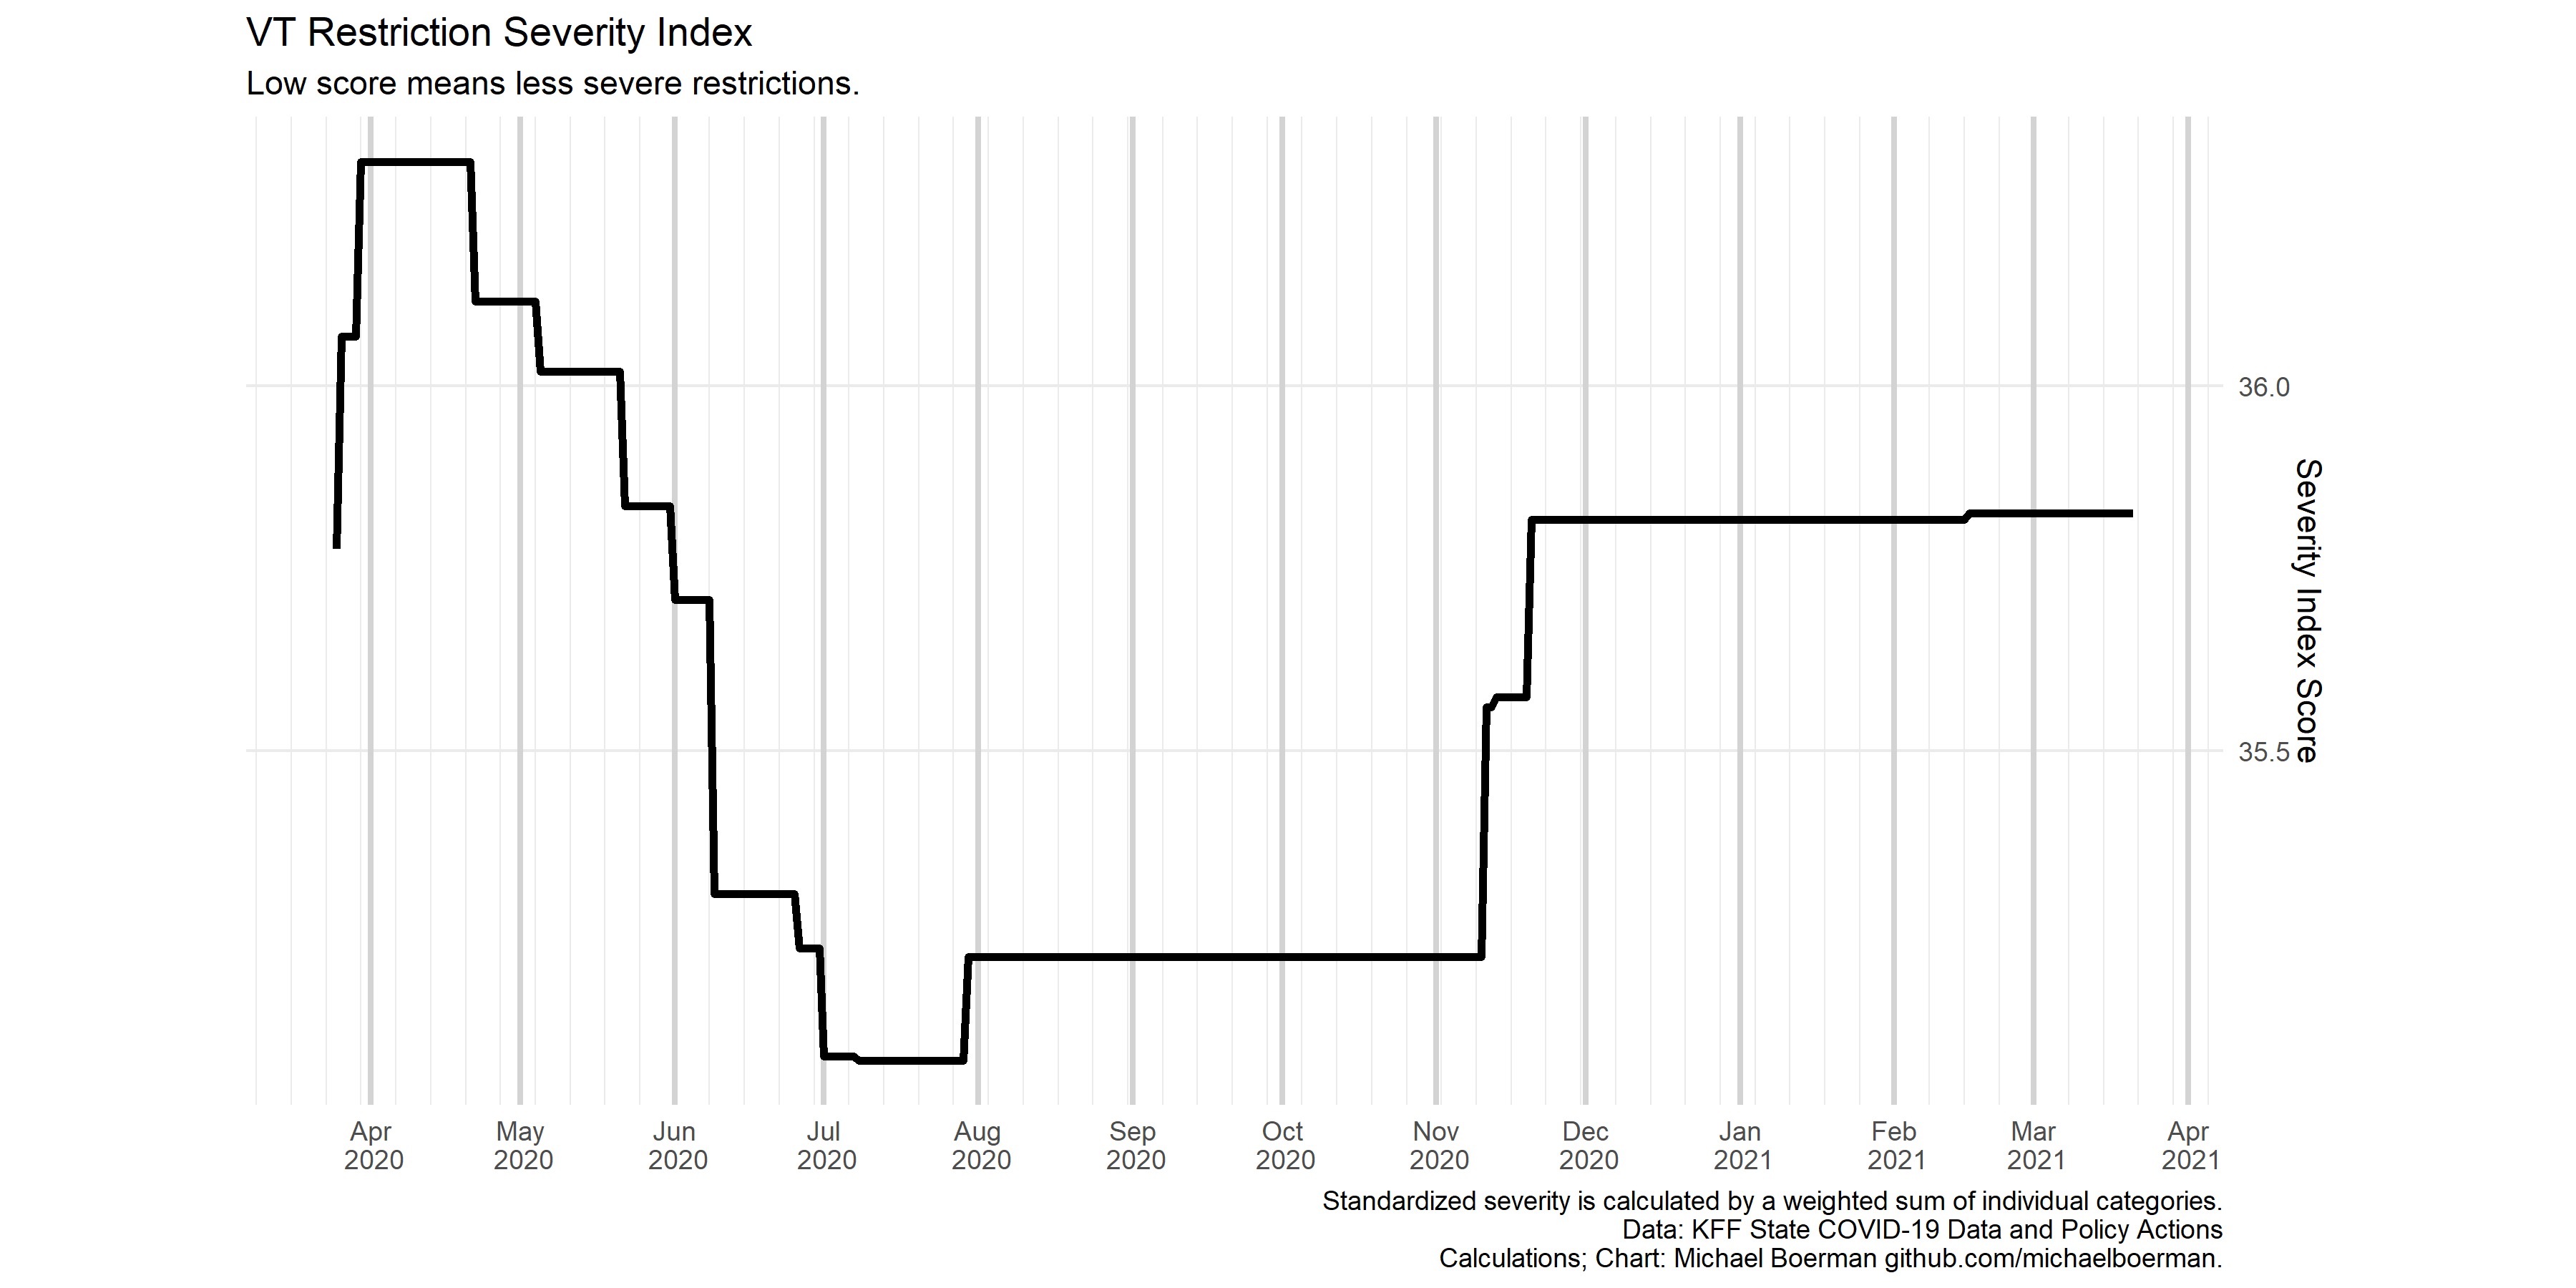 VT Restriction Severity Index
Low score means less severe restrictions.
36.0
35.5
Severity Index Score
Apr 2020
May 2020
Jun 2020
Jul 2020
Aug 2020
Sep 2020
Oct 2020
Nov 2020
Dec 2020
Jan 2021
Feb 2021
Mar 2021
Apr 2021
Standardized severity is calculated by a weighted sum of individual categories.
Data: KFF State COVID-19 Data and Policy Actions
Calculations; Chart: Michael Boerman github.com/michaelboerman.